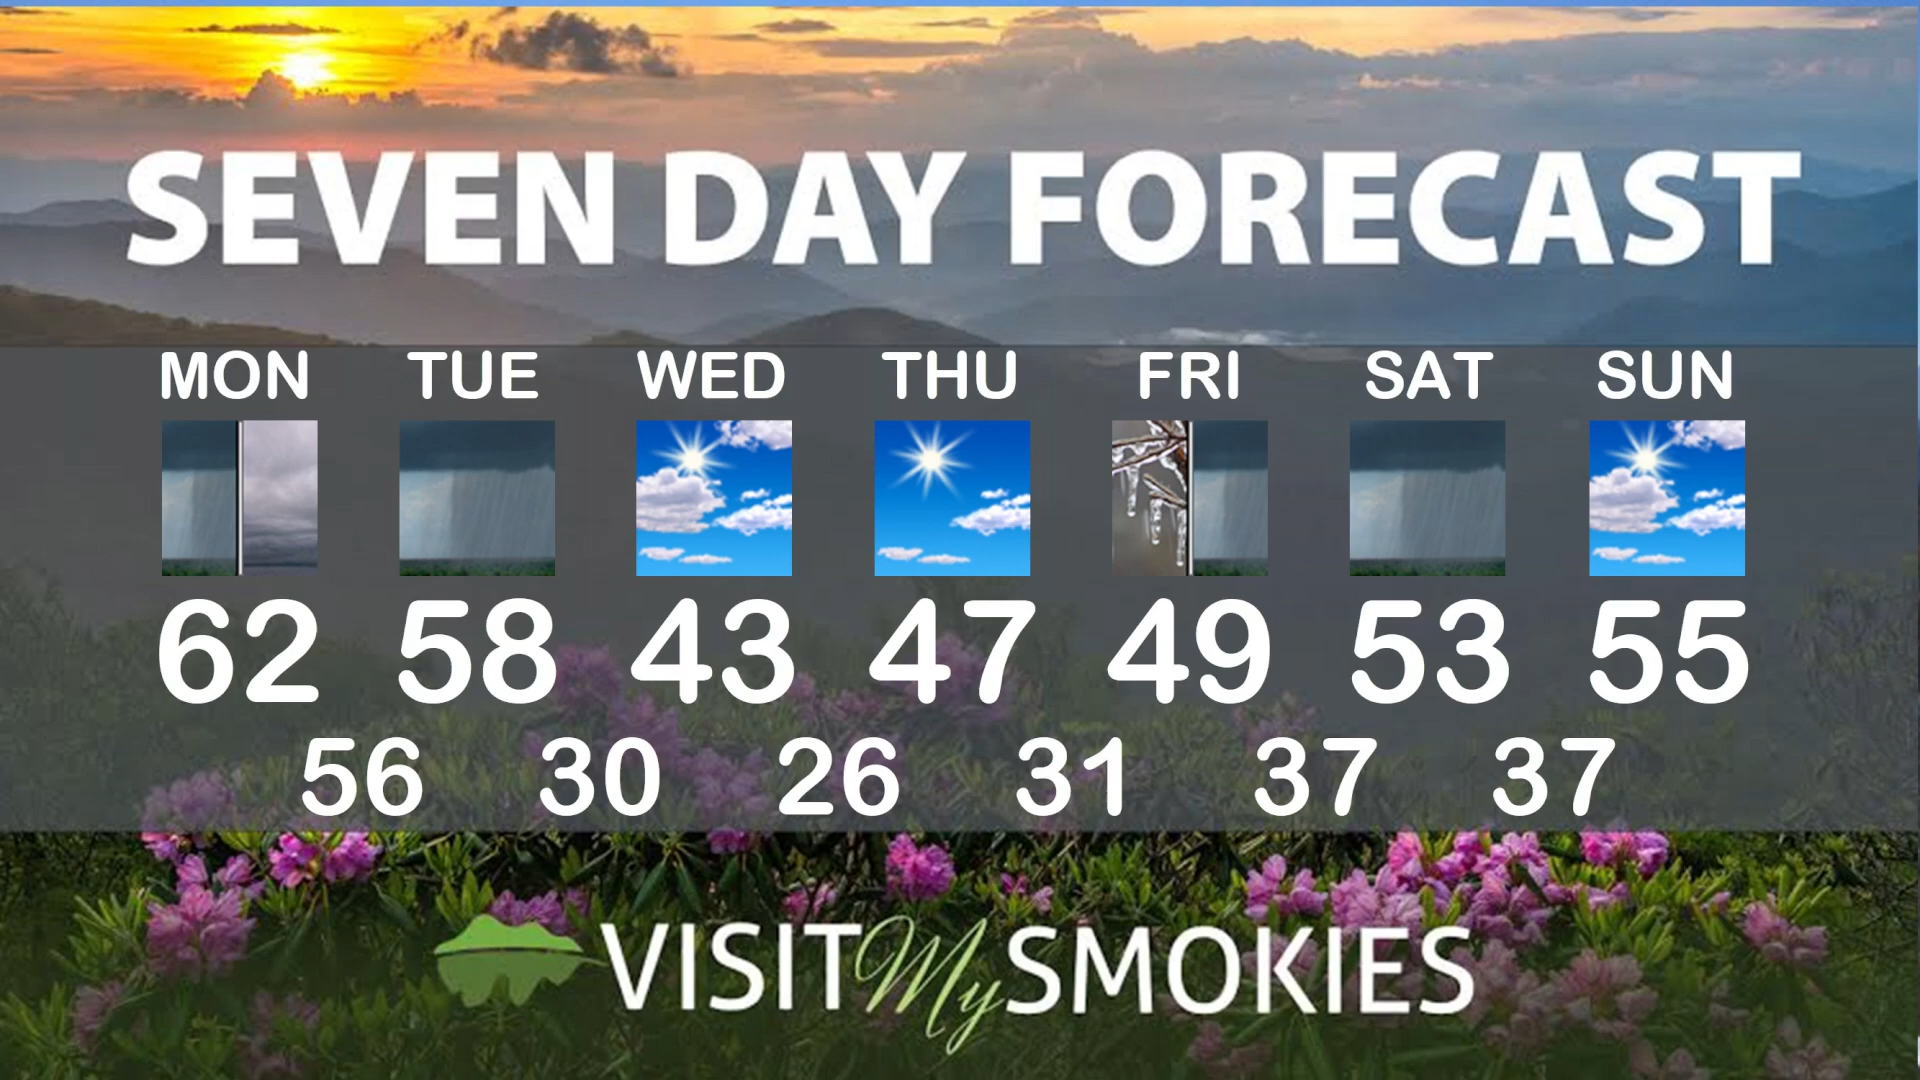 SEVEN DAY FORECAST
MON TUE WED THU FRI SAT SUN
62 58 43 47 49 53 55
56 30 26 31 37 37
VISIT My SMOKIES